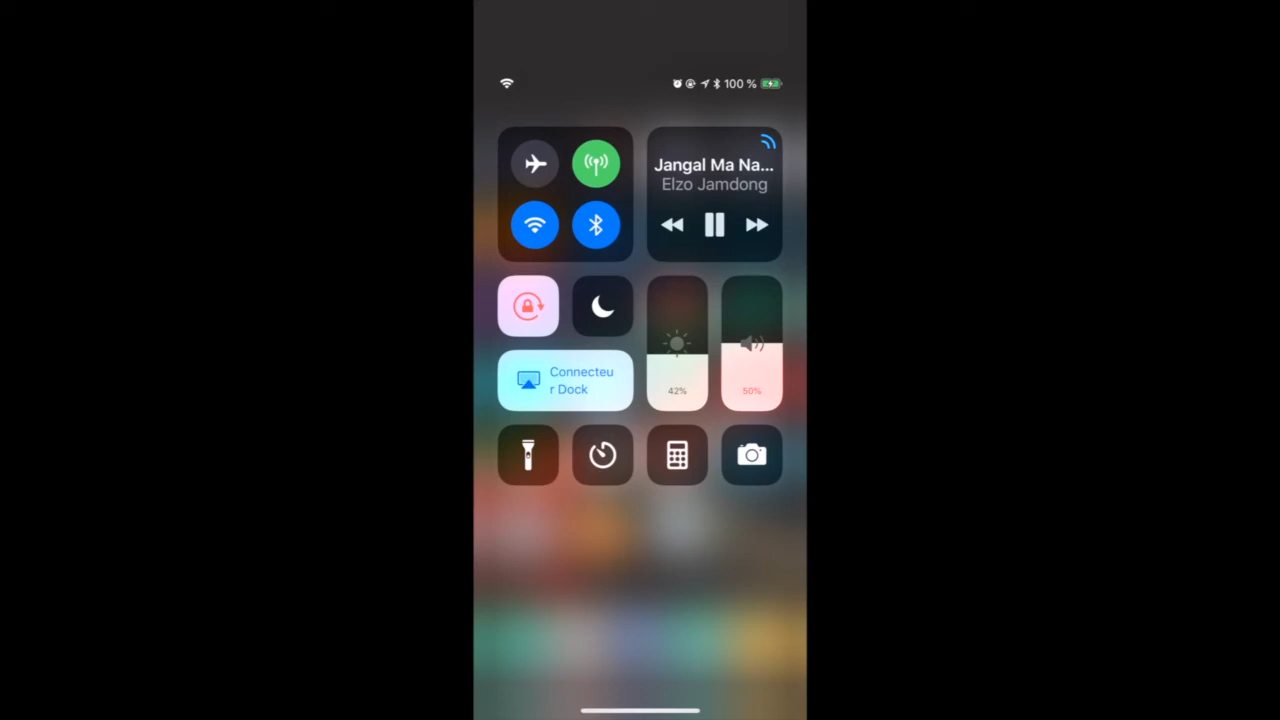 100 %
Jangal Ma Na...
Elzo Jamdong
Connecteu
r Dock
42%
50%